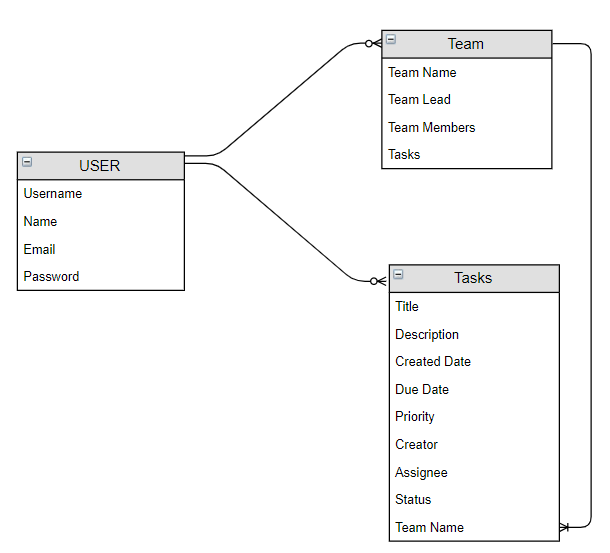 Team
Team Name
Team Lead
Team Members
Tasks
USER
Username
Name
Email
Password
Tasks
Title
Description
Created Date
Due Date
Priority
Creator
Assignee
Status
Team Name